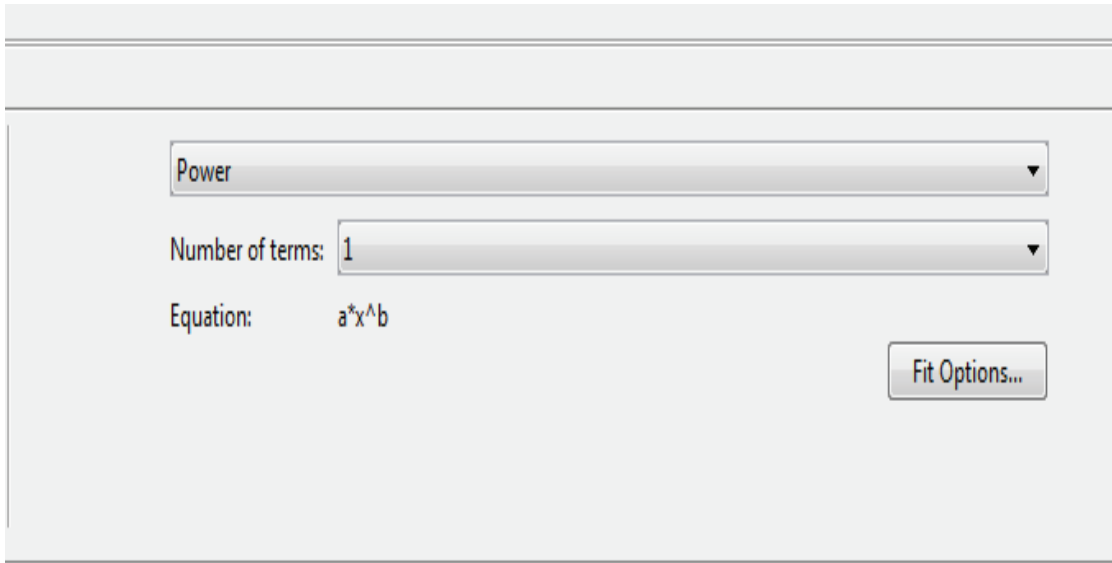 Power
Number of terms: 1
Equation: a*x^b
Fit Options...